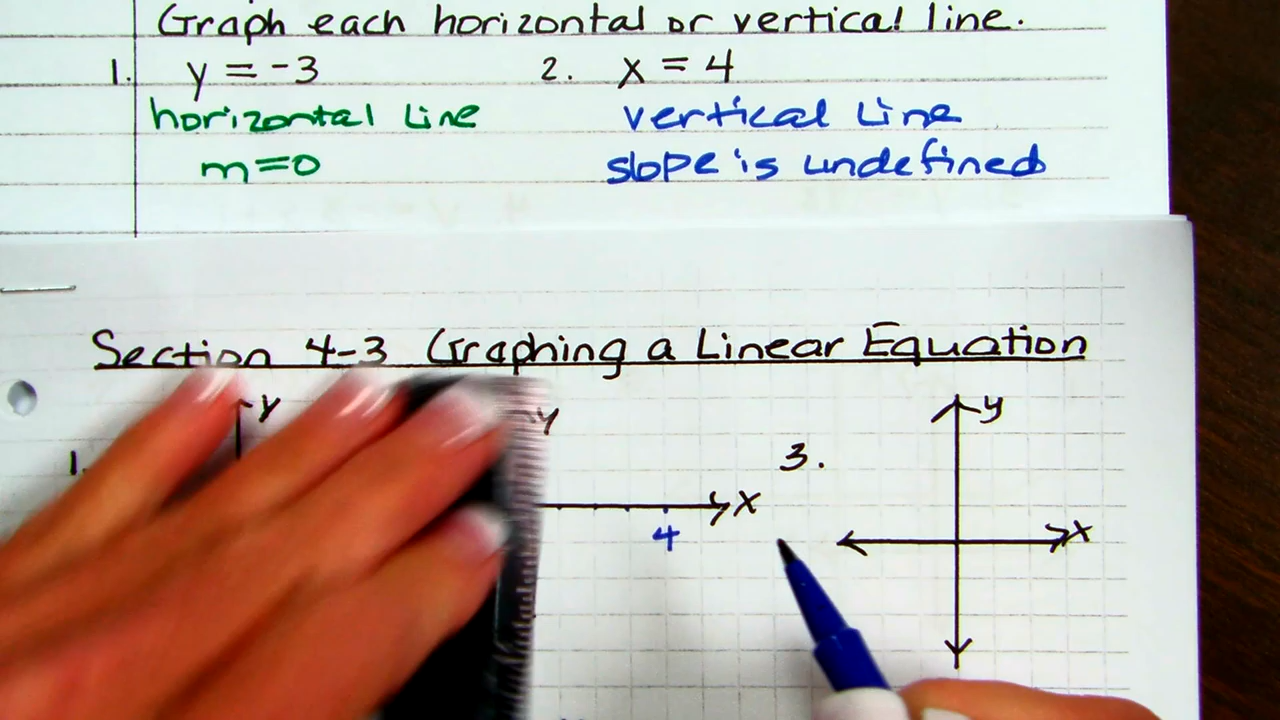 Graph each horizontal or vertical line.
1. y = -3 2. x = 4
horizontal Line vertical Line
m=0 slope is undefined
Section 4-3 Graphing a Linear Equation
y y y
1. 3.
x x
4